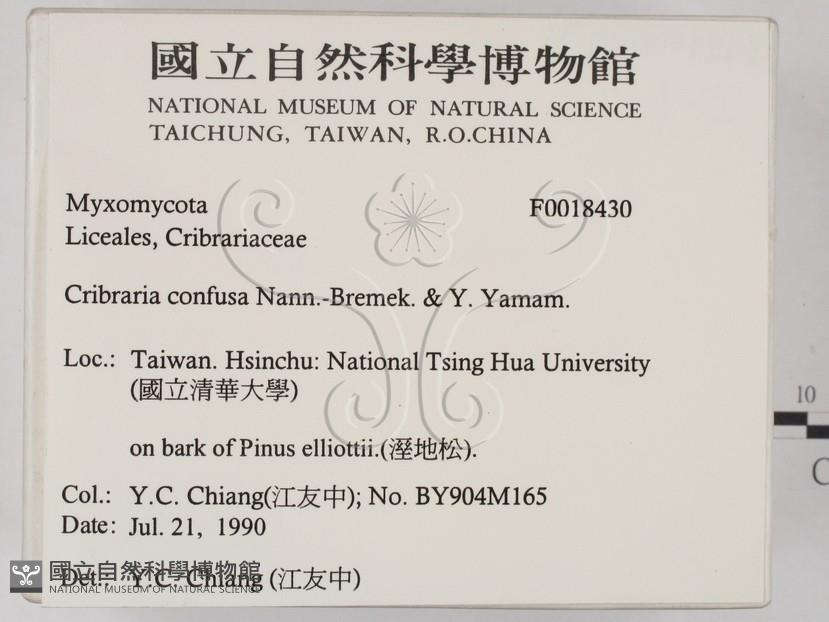 國立自然科學博物館
NATIONAL MUSEUM OF NATURAL SCIENCE
TAICHUNG, TAIWAN, R.O.CHINA
Myxomycota F0018430
Liceales, Cribrariaceae
Cribraria confusa Nann.-Bremek. & Y. Yamam.
Loc.: Taiwan. Hsinchu: National Tsing Hua University
(國立清華大學)
on bark of Pinus elliottii.(溼地松).
Col.: Y.C. Chiang(江友中); No. BY904M165
Date: Jul. 21, 1990
Det.: Y.C. Chiang (江友中)
國立自然科學博物館
NATIONAL MUSEUM OF NATURAL SCIENCE
10
C